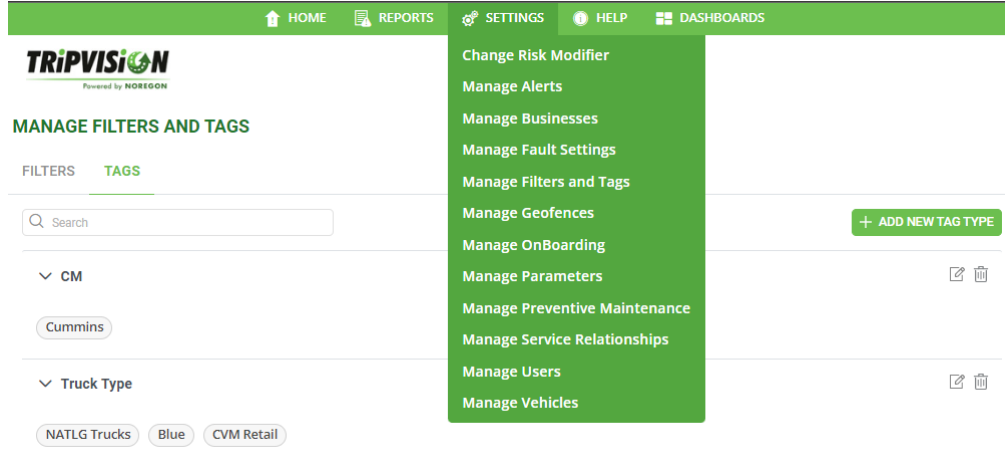 HOME REPORTS SETTINGS HELP DASHBOARDS
TRiPVISiON
Powered by NOREGON
MANAGE FILTERS AND TAGS
FILTERS TAGS
Search
+ ADD NEW TAG TYPE
CM
Cummins
Truck Type
NATLG Trucks Blue CVM Retail
Change Risk Modifier
Manage Alerts
Manage Businesses
Manage Fault Settings
Manage Filters and Tags
Manage Geofences
Manage OnBoarding
Manage Parameters
Manage Preventive Maintenance
Manage Service Relationships
Manage Users
Manage Vehicles